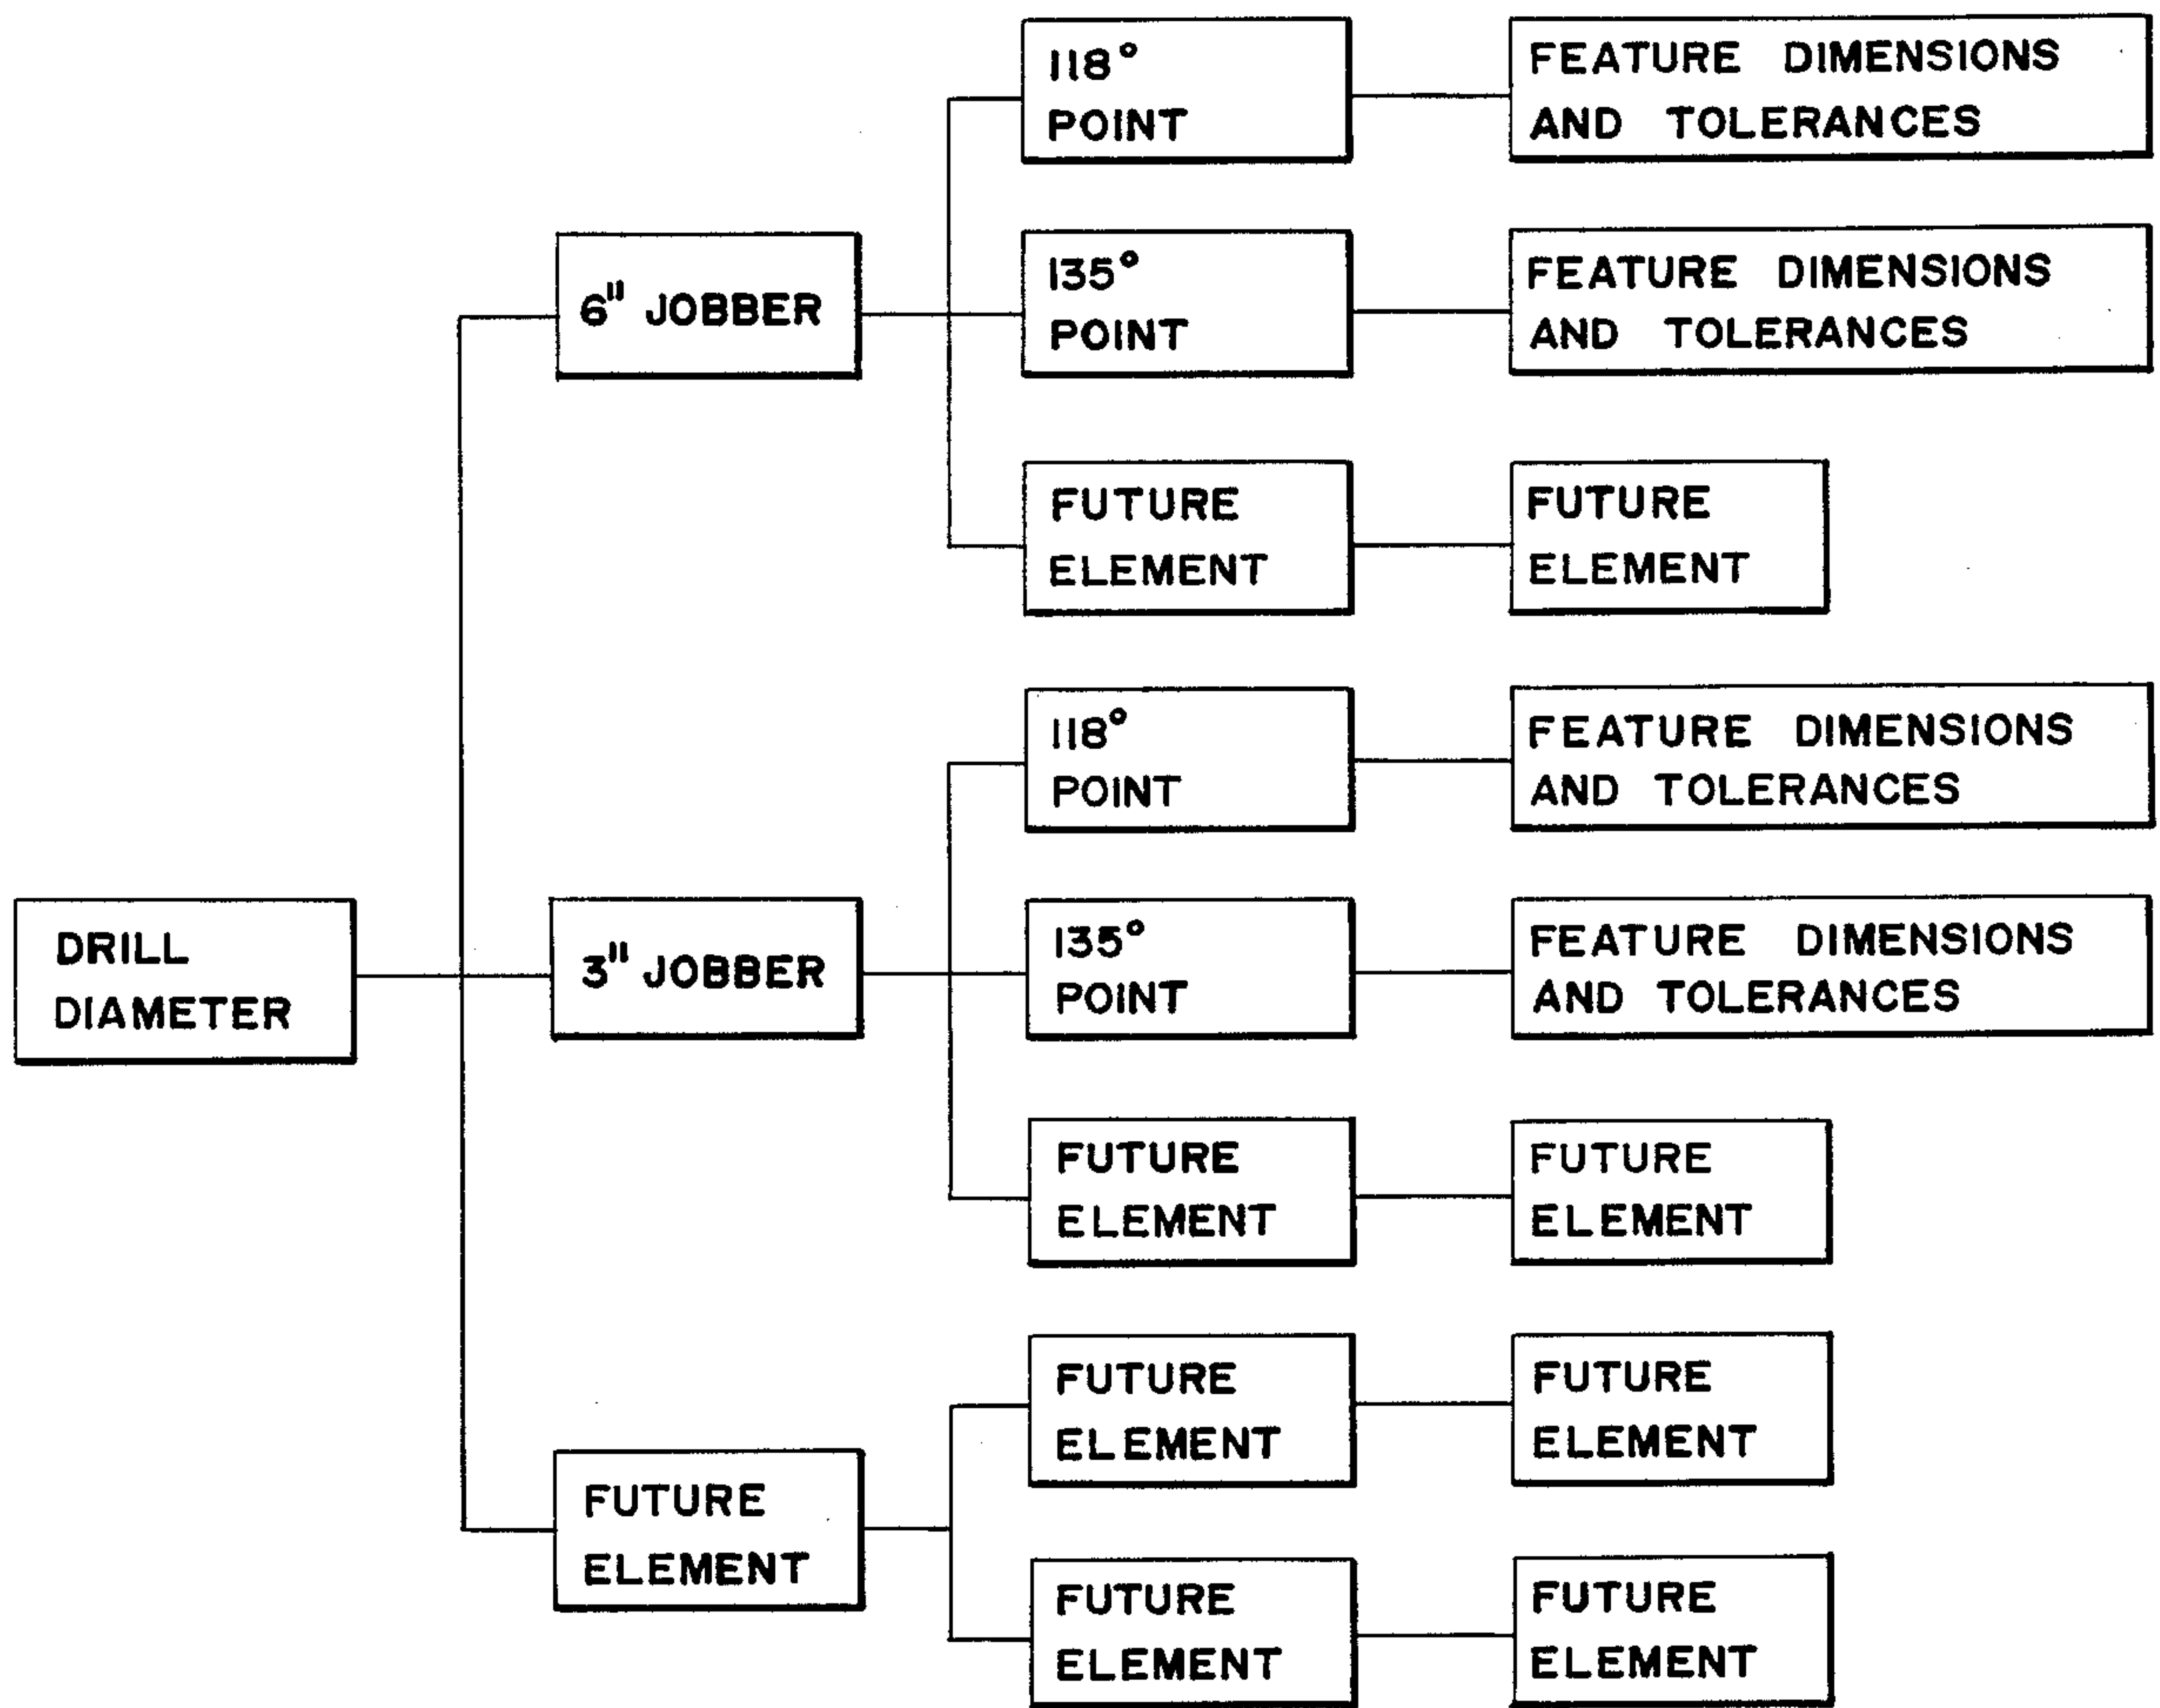 118°
POINT
FEATURE DIMENSIONS
AND TOLERANCES
6" JOBBER
135°
POINT
FEATURE DIMENSIONS
AND TOLERANCES
FUTURE
ELEMENT
FUTURE
ELEMENT
118°
POINT
FEATURE DIMENSIONS
AND TOLERANCES
DRILL
DIAMETER
3" JOBBER
135°
POINT
FEATURE DIMENSIONS
AND TOLERANCES
FUTURE
ELEMENT
FUTURE
ELEMENT
FUTURE
ELEMENT
FUTURE
ELEMENT
FUTURE
ELEMENT
FUTURE
ELEMENT
FUTURE
ELEMENT